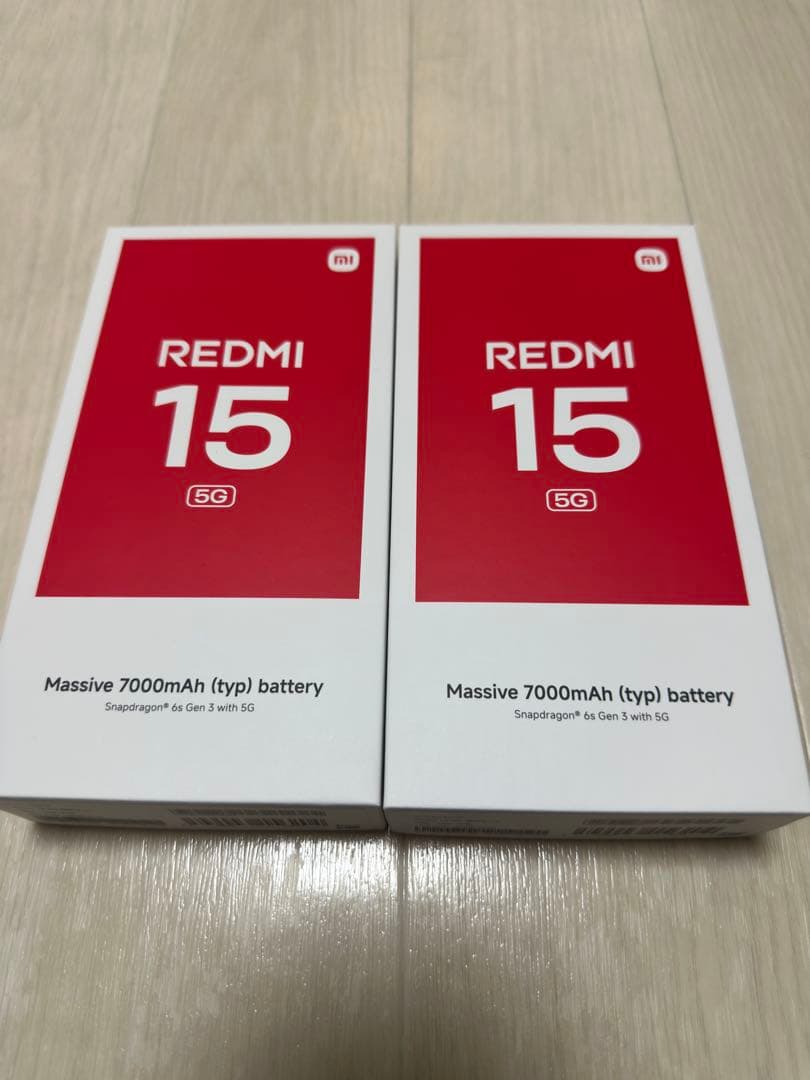 mi
REDMI
15
5G
Massive 7000mAh (typ) battery
Snapdragon® 6s Gen 3 with 5G
mi
REDMI
15
5G
Massive 7000mAh (typ) battery
Snapdragon® 6s Gen 3 with 5G